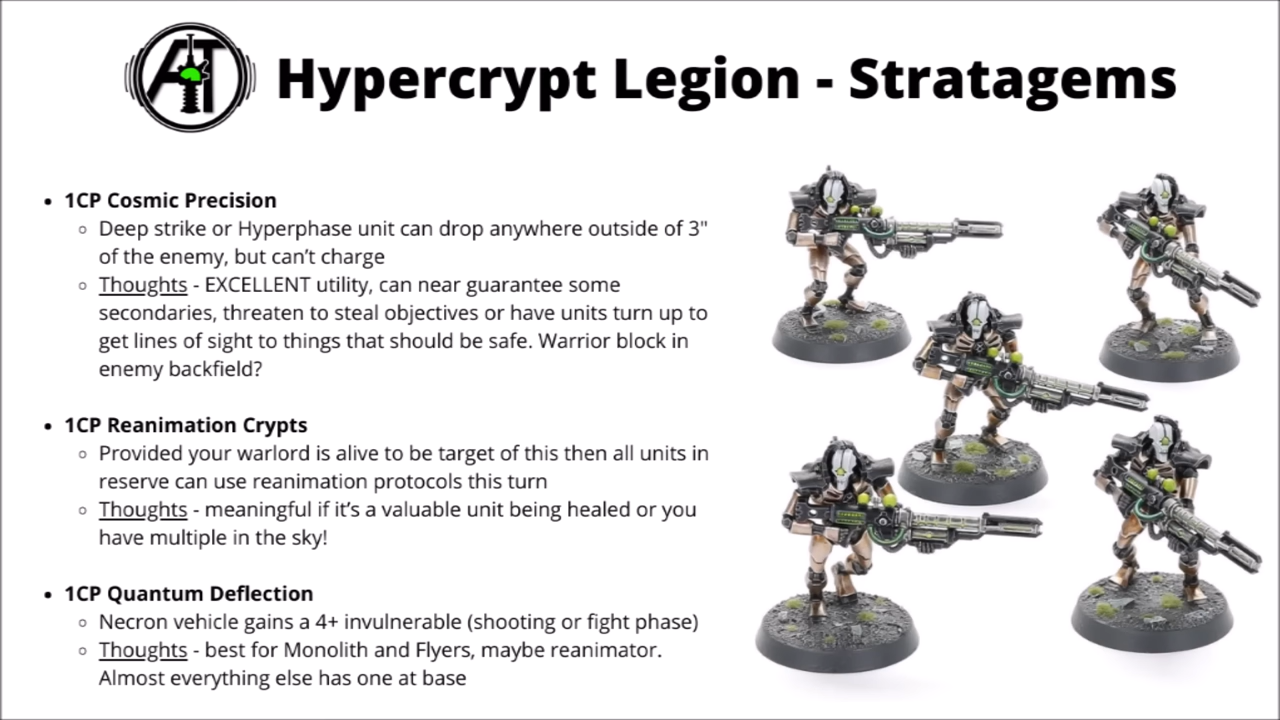 AT
Hypercrypt Legion - Stratagems
• 1CP Cosmic Precision
◦ Deep strike or Hyperphase unit can drop anywhere outside of 3"
of the enemy, but can’t charge
◦ Thoughts - EXCELLENT utility, can near guarantee some
secondaries, threaten to steal objectives or have units turn up to
get lines of sight to things that should be safe. Warrior block in
enemy backfield?
• 1CP Reanimation Crypts
◦ Provided your warlord is alive to be target of this then all units in
reserve can use reanimation protocols this turn
◦ Thoughts - meaningful if it’s a valuable unit being healed or you
have multiple in the sky!
• 1CP Quantum Deflection
◦ Necron vehicle gains a 4+ invulnerable (shooting or fight phase)
◦ Thoughts - best for Monolith and Flyers, maybe reanimator.
Almost everything else has one at base